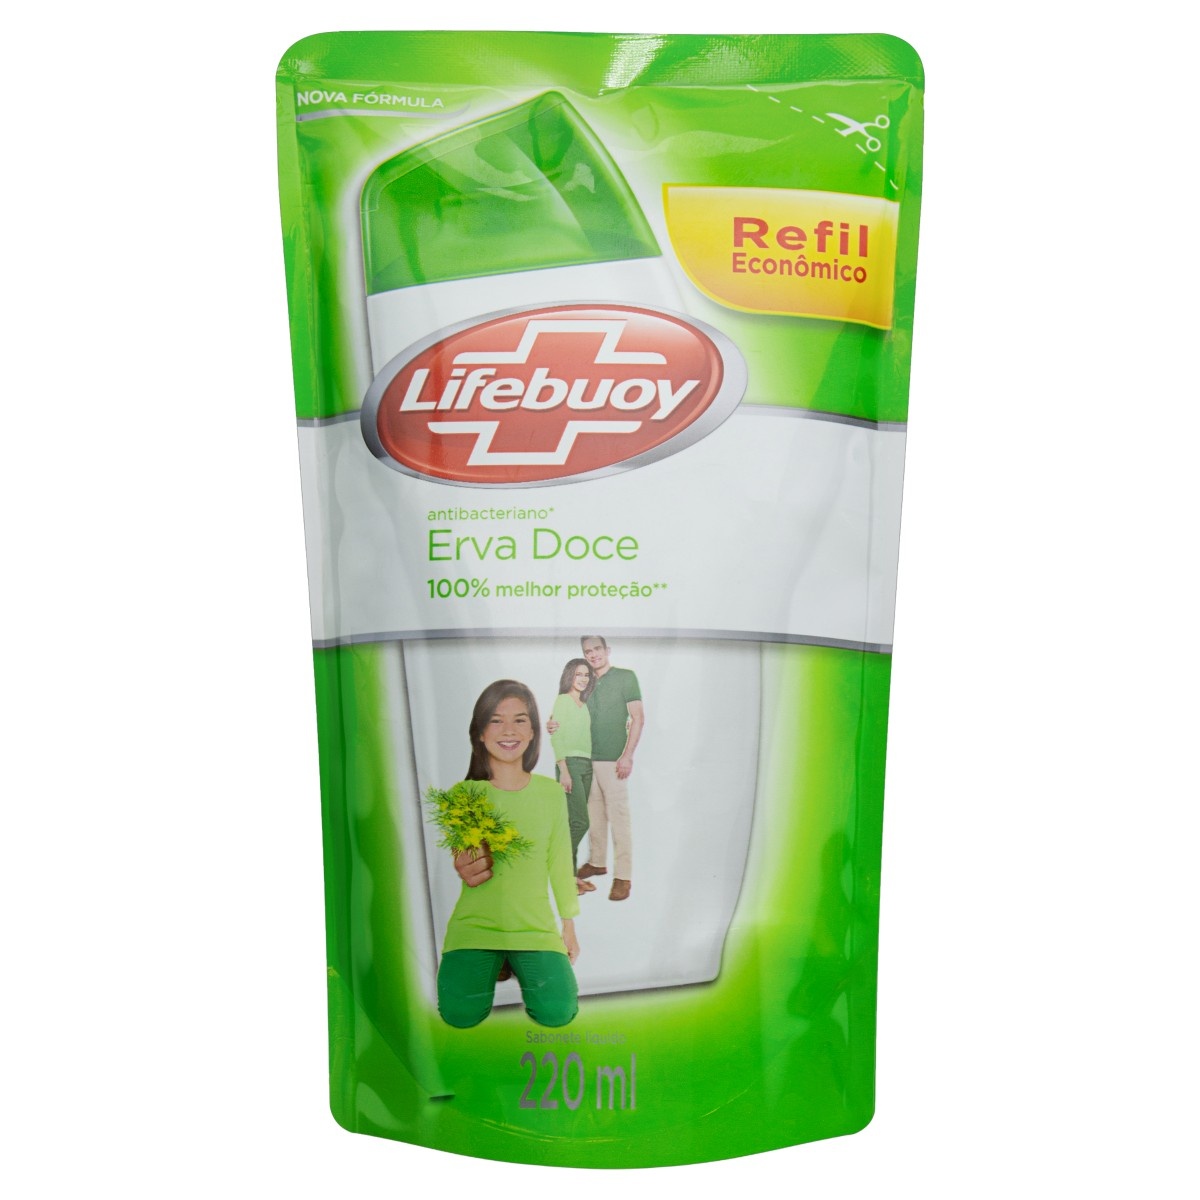 NOVA FÓRMULA
Refil
Econômico
Lifebuoy
antibacteriano*
Erva Doce
100% melhor proteção**
Sabonete líquido
220 ml